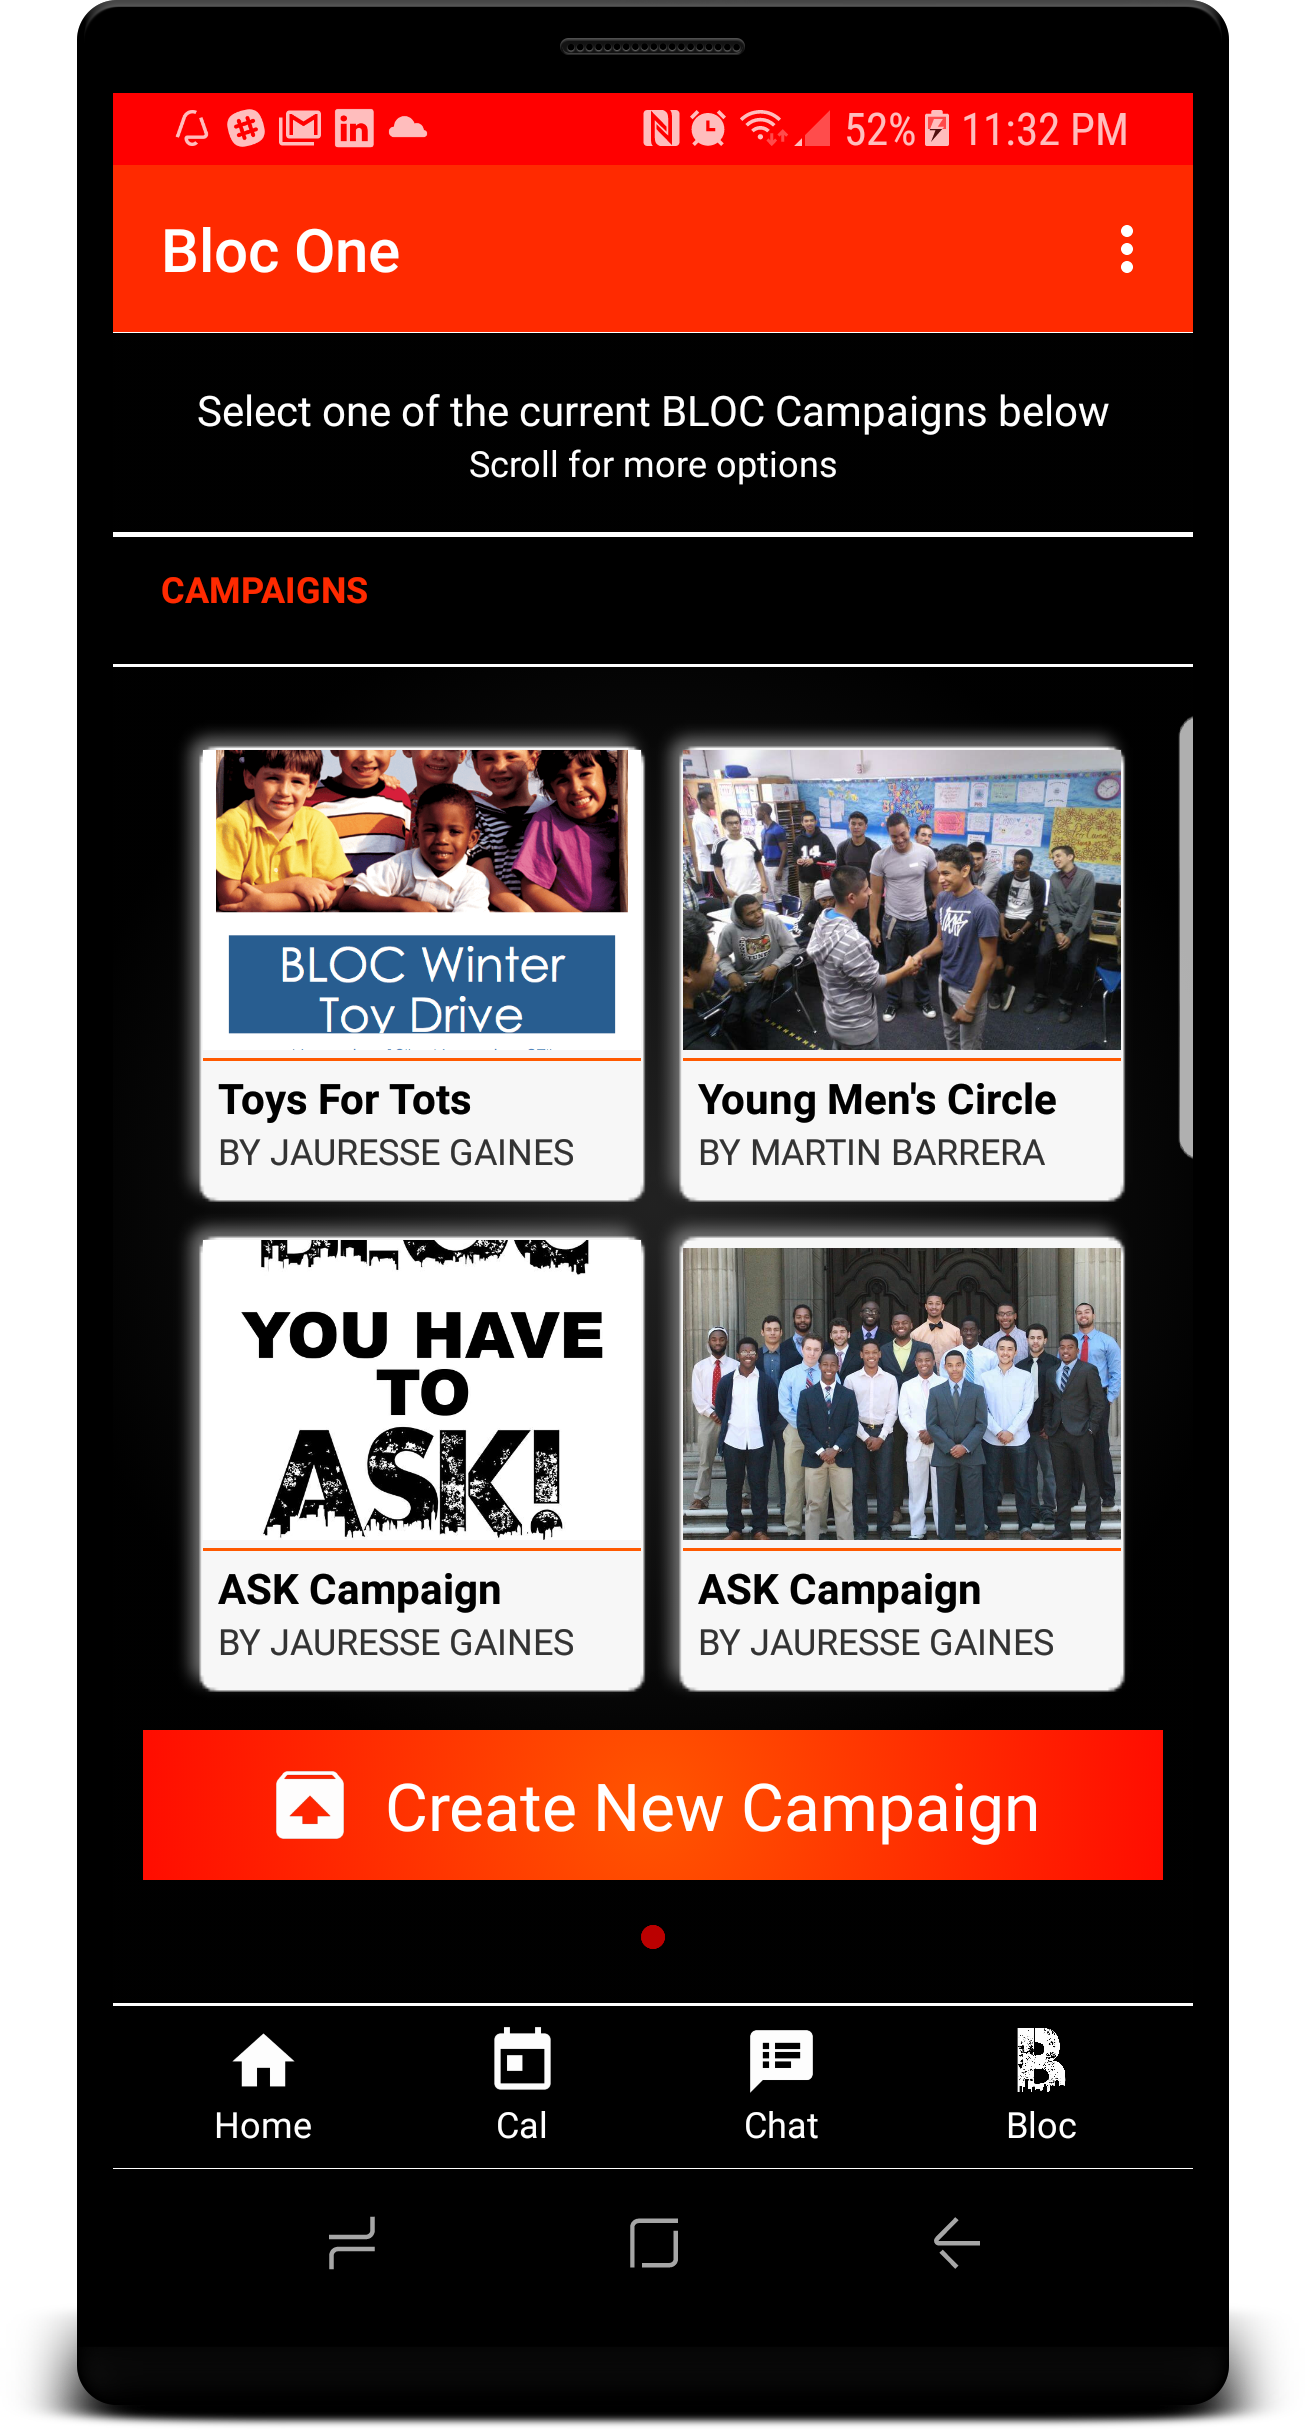 52% 11:32 PM
Bloc One
Select one of the current BLOC Campaigns below
Scroll for more options
CAMPAIGNS
BLOC Winter
Toy Drive
Toys For Tots
BY JAURESSE GAINES
14
Young Men's Circle
BY MARTIN BARRERA
BLOC
YOU HAVE
TO
ASK!
ASK Campaign
BY JAURESSE GAINES
ASK Campaign
BY JAURESSE GAINES
Create New Campaign
Home
Cal
Chat
B
Bloc